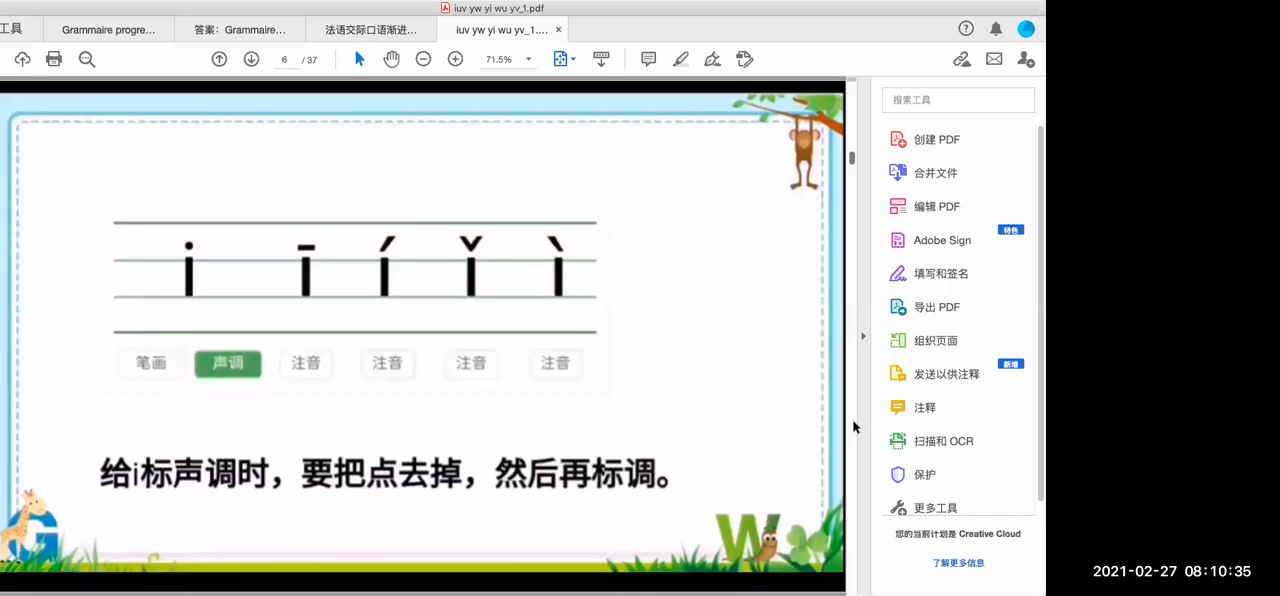 iuv yw yi wu yv_1.pdf
工具
Grammaire progre...
答案：Grammaire...
法语交际口语渐进...
iuv yw yi wu yv_1.... ×
6 / 37
71.5%
搜索工具
创建 PDF
合并文件
编辑 PDF
特色
Adobe Sign
填写和签名
导出 PDF
组织页面
新增
发送以供注释
注释
扫描和 OCR
保护
更多工具
您的当前计划是 Creative Cloud
了解更多信息
i ī í ǐ ì
笔画 声调 注音 注音 注音 注音
给i标声调时，要把点去掉，然后再标调。
G
W
2021-02-27 08:10:35